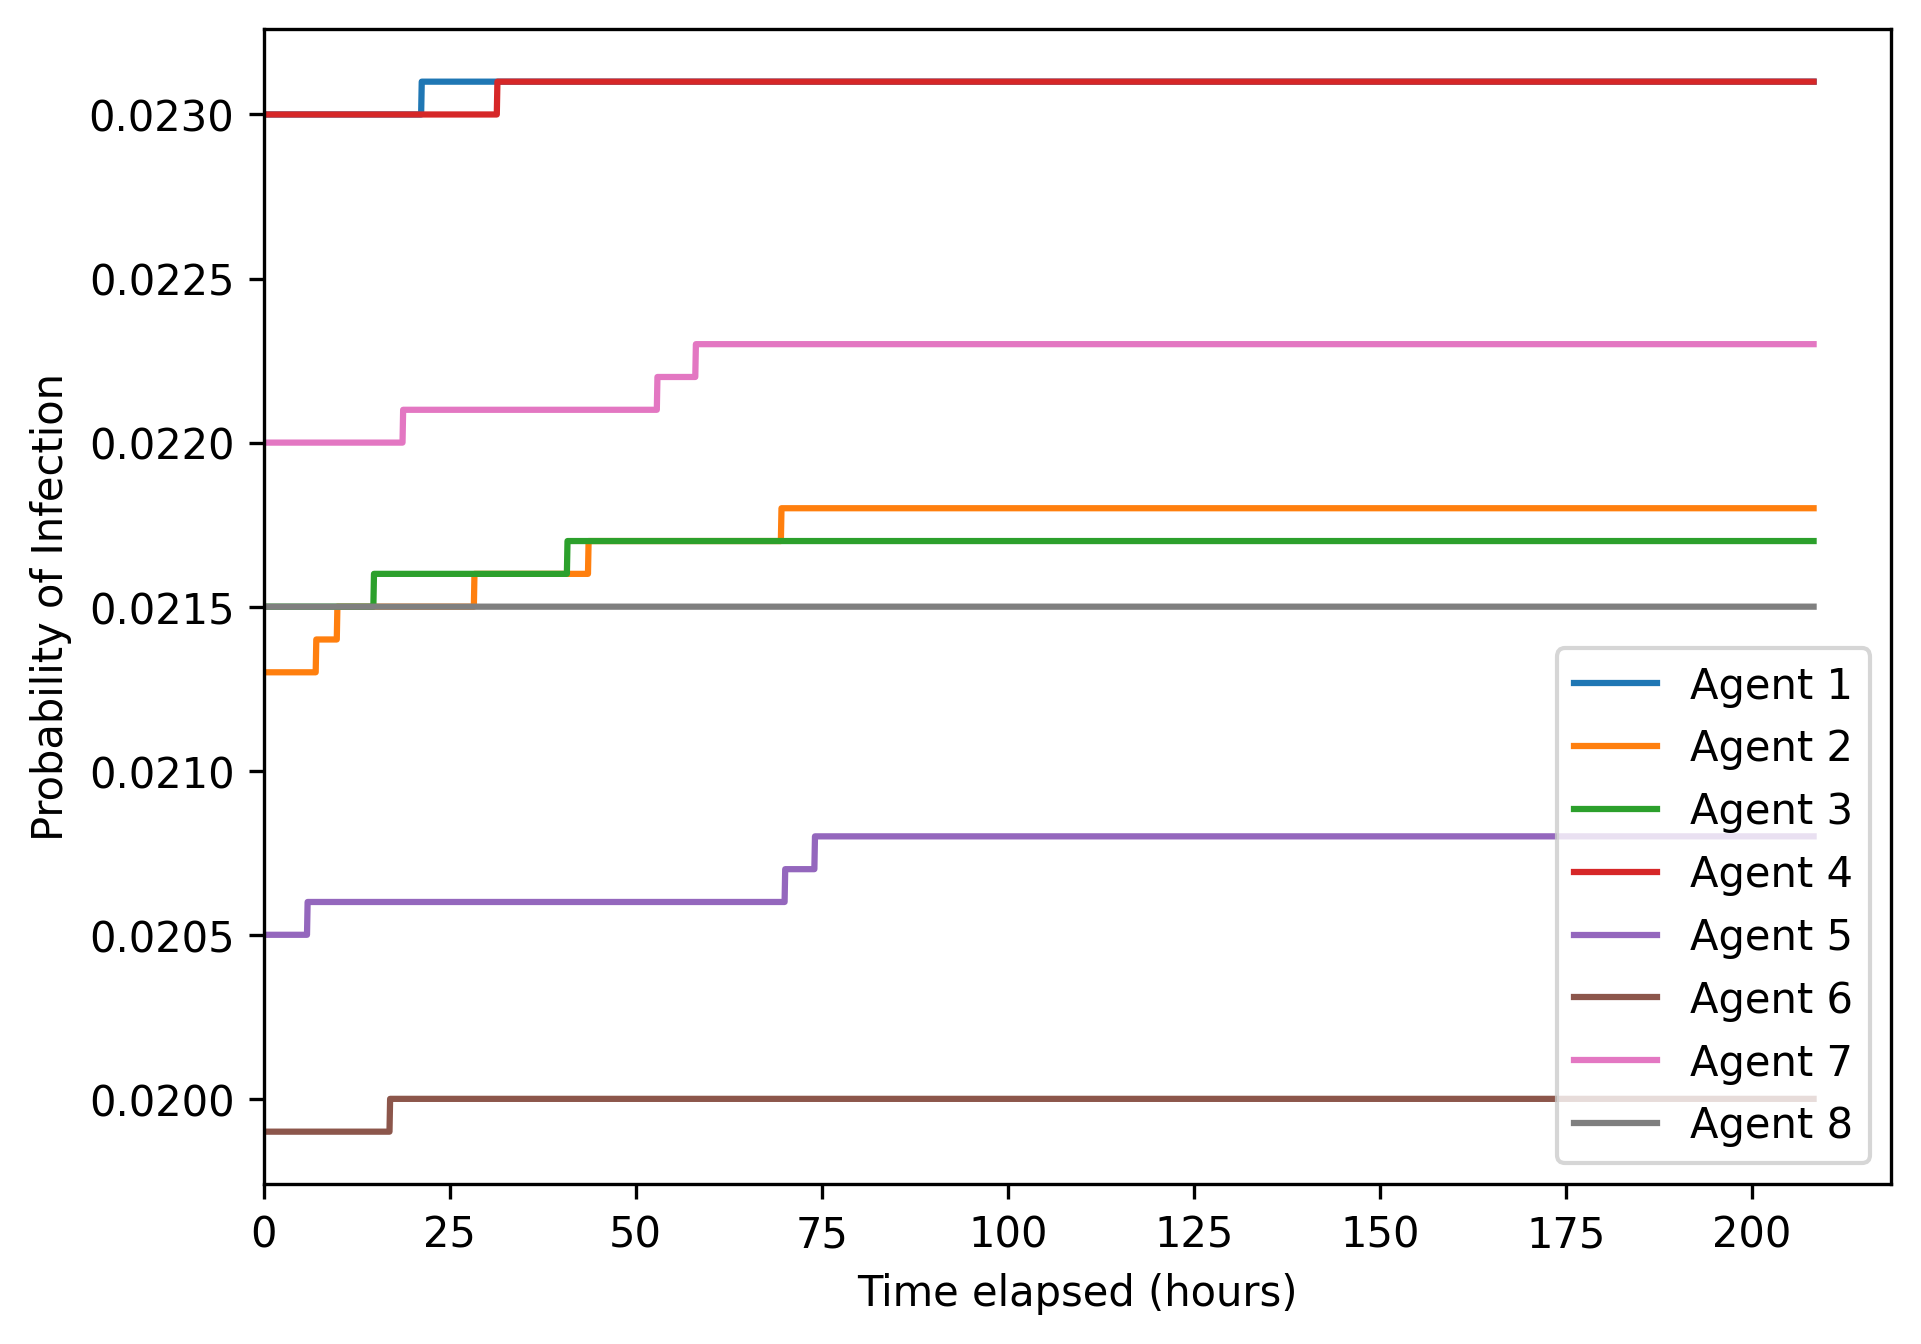 0.0230
0.0225
0.0220
0.0215
0.0210
0.0205
0.0200
Probability of Infection
Agent 1
Agent 2
Agent 3
Agent 4
Agent 5
Agent 6
Agent 7
Agent 8
0 25 50 75 100 125 150 175 200
Time elapsed (hours)